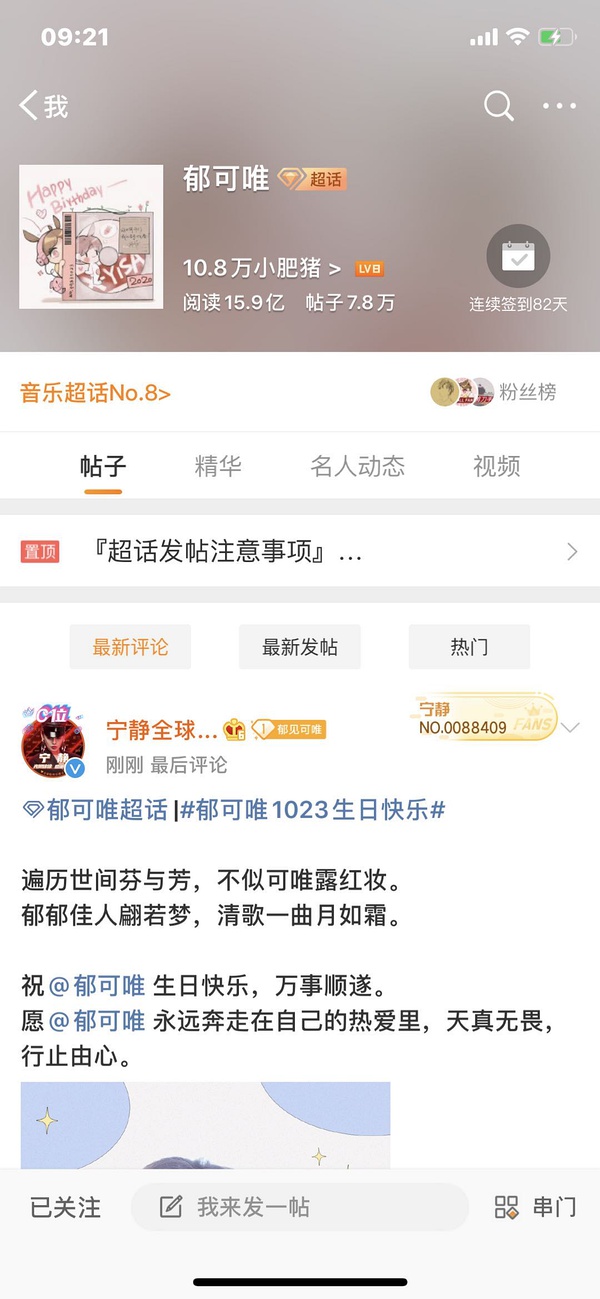 09:21
我
郁可唯 超话
Happy
Birthday
YISA
2020
10.8万小肥猪 >
阅读15.9亿 帖子7.8万
连续签到82天
音乐超话No.8>
粉丝榜
帖子 精华 名人动态 视频
置顶 『超话发帖注意事项』...
最新评论 最新发帖 热门
C位
宁静
宁静全球... 郁见可唯
宁静
NO.0088409 FANS
刚刚 最后评论
郁可唯超话 |#郁可唯1023生日快乐#
遍历世间芬与芳，不似可唯露红妆。
郁郁佳人翩若梦，清歌一曲月如霜。
祝@郁可唯 生日快乐，万事顺遂。
愿@郁可唯 永远奔走在自己的热爱里，天真无畏，
行止由心。
已关注 我来发一帖 串门